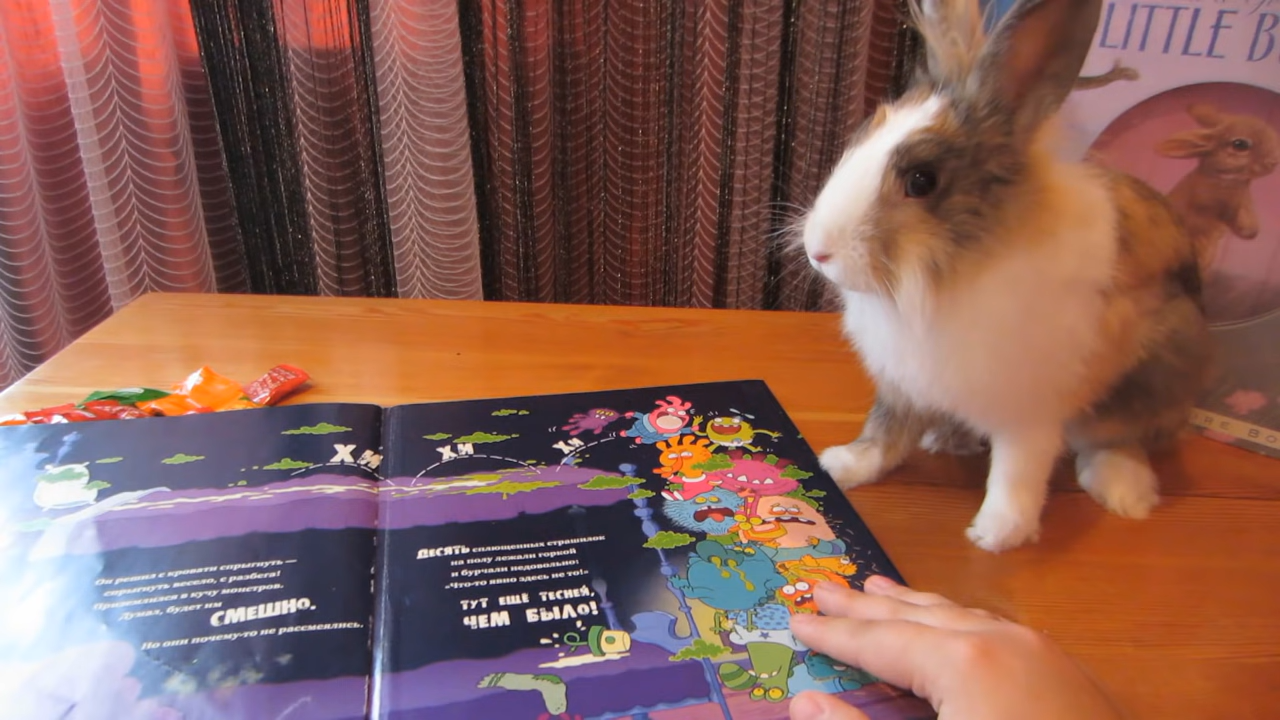 LITTLE B
Хи
Хи
Хи
Он решил с кровати спрыгнуть —
спрыгнуть весело, с разбега!
Приземлился в кучу монстров.
Думал, будет им
СМЕШНО.
Но они почему-то не рассмеялись.
ДЕСЯТЬ сплющенных страшилок
на полу лежали горкой
и бурчали недовольно:
«Что-то явно здесь не то!»
ТУТ ЕЩЁ ТЕСНЕЙ,
ЧЕМ БЫЛО!